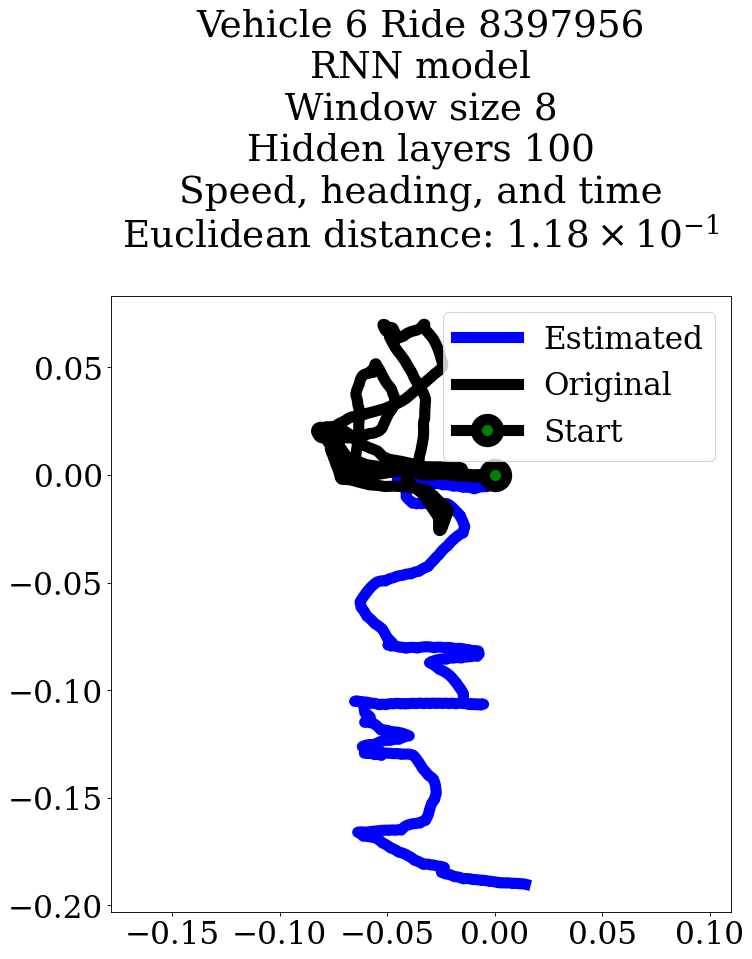 Vehicle 6 Ride 8397956
RNN model
Window size 8
Hidden layers 100
Speed, heading, and time
Euclidean distance: 1.18 × 10⁻¹
Estimated
Original
Start
0.05
0.00
−0.05
−0.10
−0.15
−0.20
−0.15 −0.10 −0.05 0.00 0.05 0.10